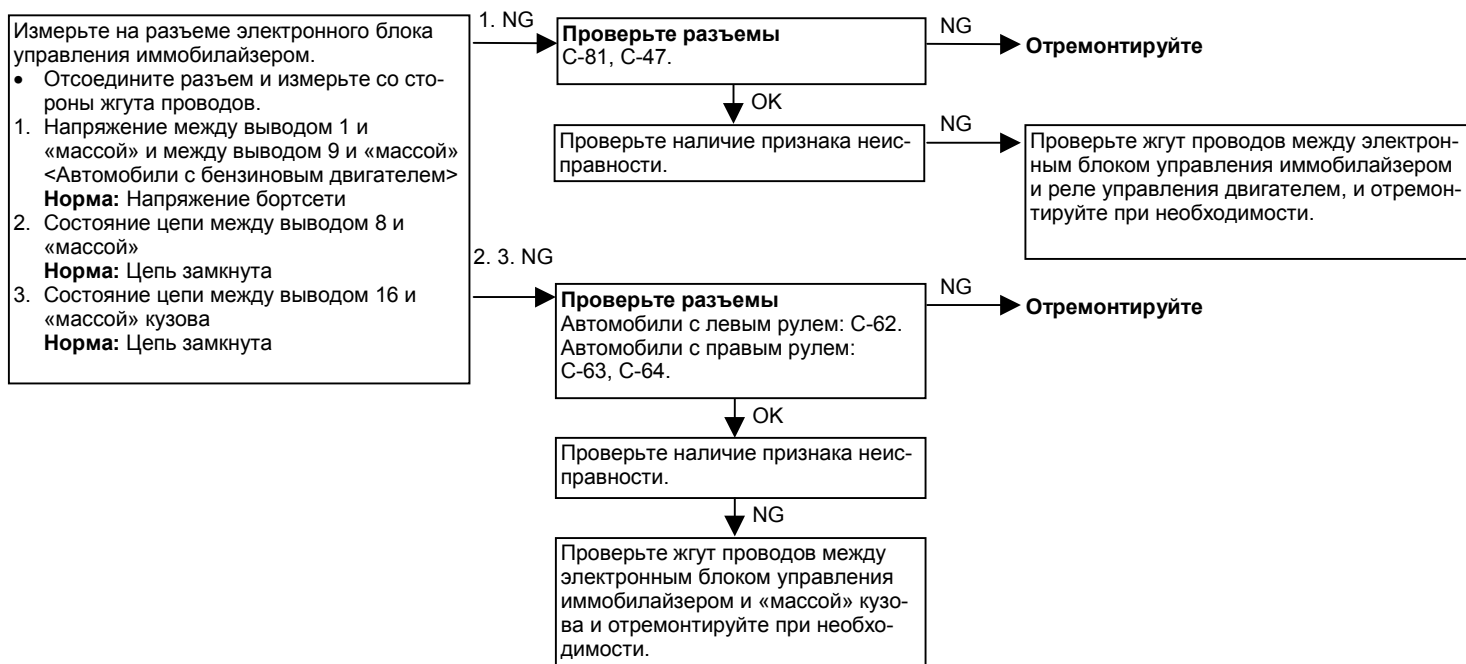 Измерьте на разъеме электронного блока
управления иммобилайзером.
• Отсоедините разъем и измерьте со сто-
роны жгута проводов.
1. Напряжение между выводом 1 и
«массой» и между выводом 9 и «массой»
<Автомобили с бензиновым двигателем>
Норма: Напряжение бортсети
2. Состояние цепи между выводом 8 и
«массой»
Норма: Цепь замкнута
3. Состояние цепи между выводом 16 и
«массой» кузова
Норма: Цепь замкнута
1. NG
Проверьте разъемы
C-81, C-47.
NG
Отремонтируйте
OK
Проверьте наличие признака неис-
правности.
NG
Проверьте жгут проводов между электрон-
ным блоком управления иммобилайзером
и реле управления двигателем, и отремон-
тируйте при необходимости.
2. 3. NG
Проверьте разъемы
Автомобили с левым рулем: C-62.
Автомобили с правым рулем:
C-63, C-64.
NG
Отремонтируйте
OK
Проверьте наличие признака неис-
правности.
NG
Проверьте жгут проводов между
электронным блоком управления
иммобилайзером и «массой» кузо-
ва и отремонтируйте при необхо-
димости.